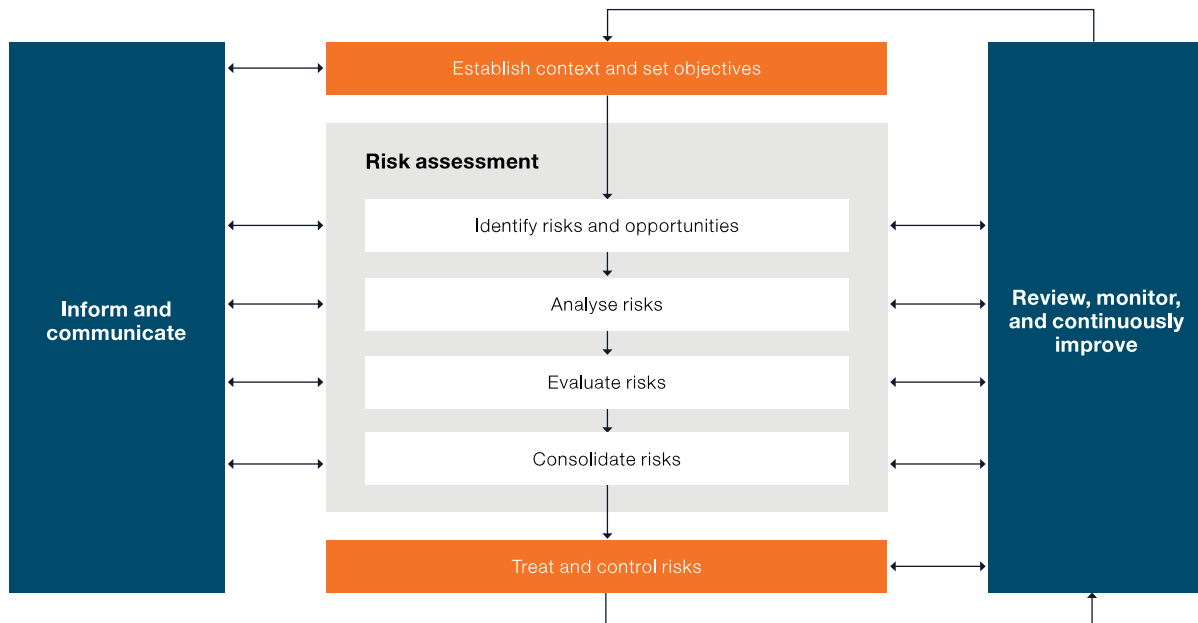 Establish context and set objectives
Risk assessment
Identify risks and opportunities
Analyse risks
Evaluate risks
Consolidate risks
Treat and control risks
Inform and
communicate
Review, monitor,
and continuously
improve